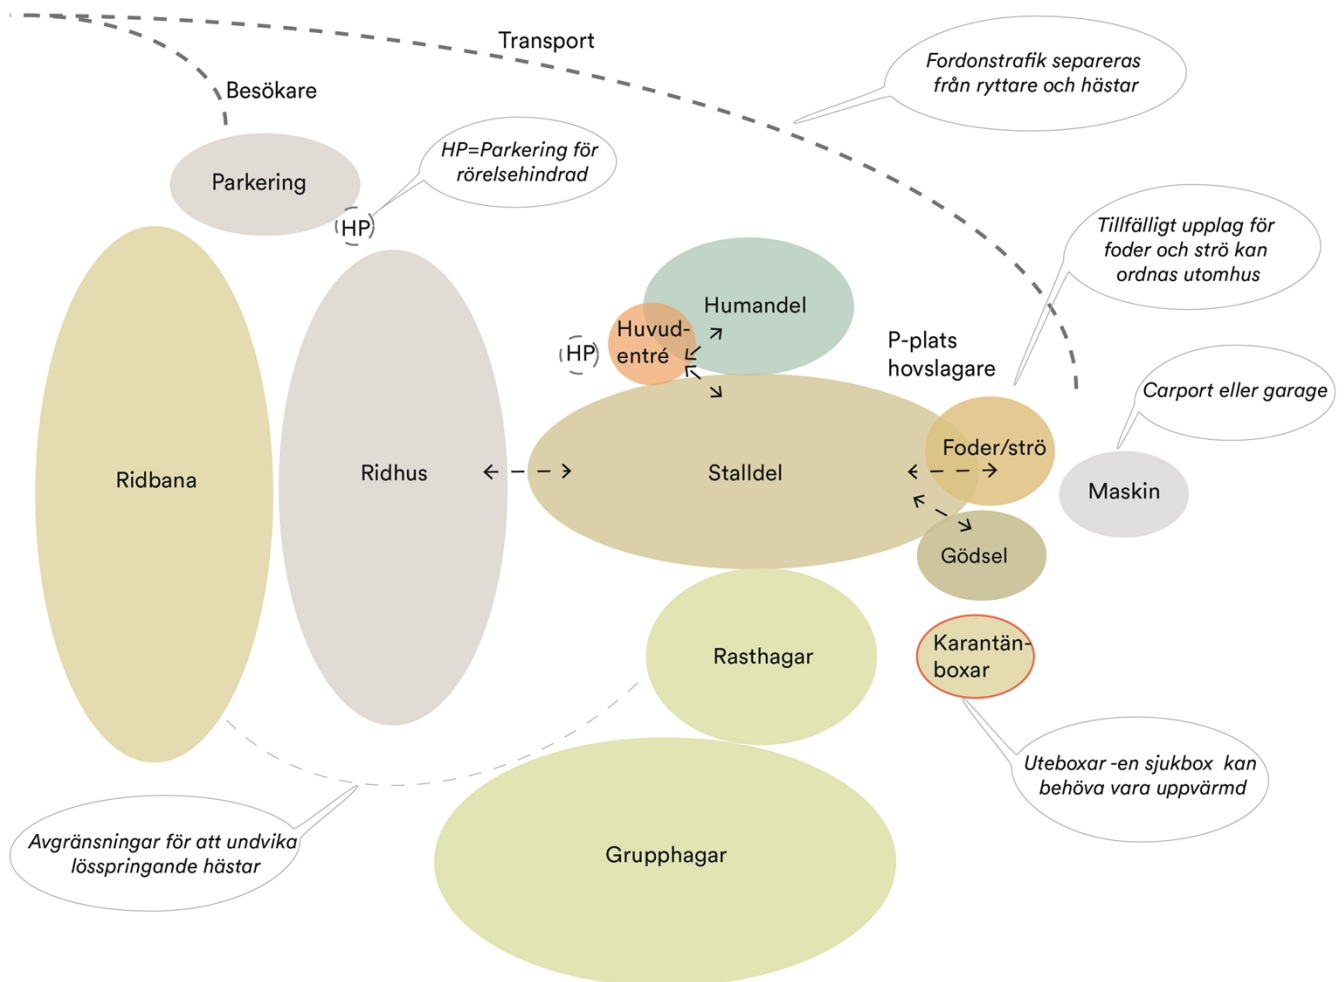 Transport
Besökare
Fordonstrafik separeras
från ryttare och hästar
HP=Parkering för
rörelsehindrad
Parkering
HP
Tillfälligt upplag för
foder och strö kan
ordnas utomhus
Humandel
Huvud-
entré
HP
P-plats
hovslagare
Carport eller garage
Ridbana
Ridhus
Stalldel
Foder/strö
Maskin
Gödsel
Rasthagar
Karantän-
boxar
Uteboxar -en sjukbox kan
behöva vara uppvärmd
Avgränsningar för att undvika
lösspringande hästar
Grupphagar